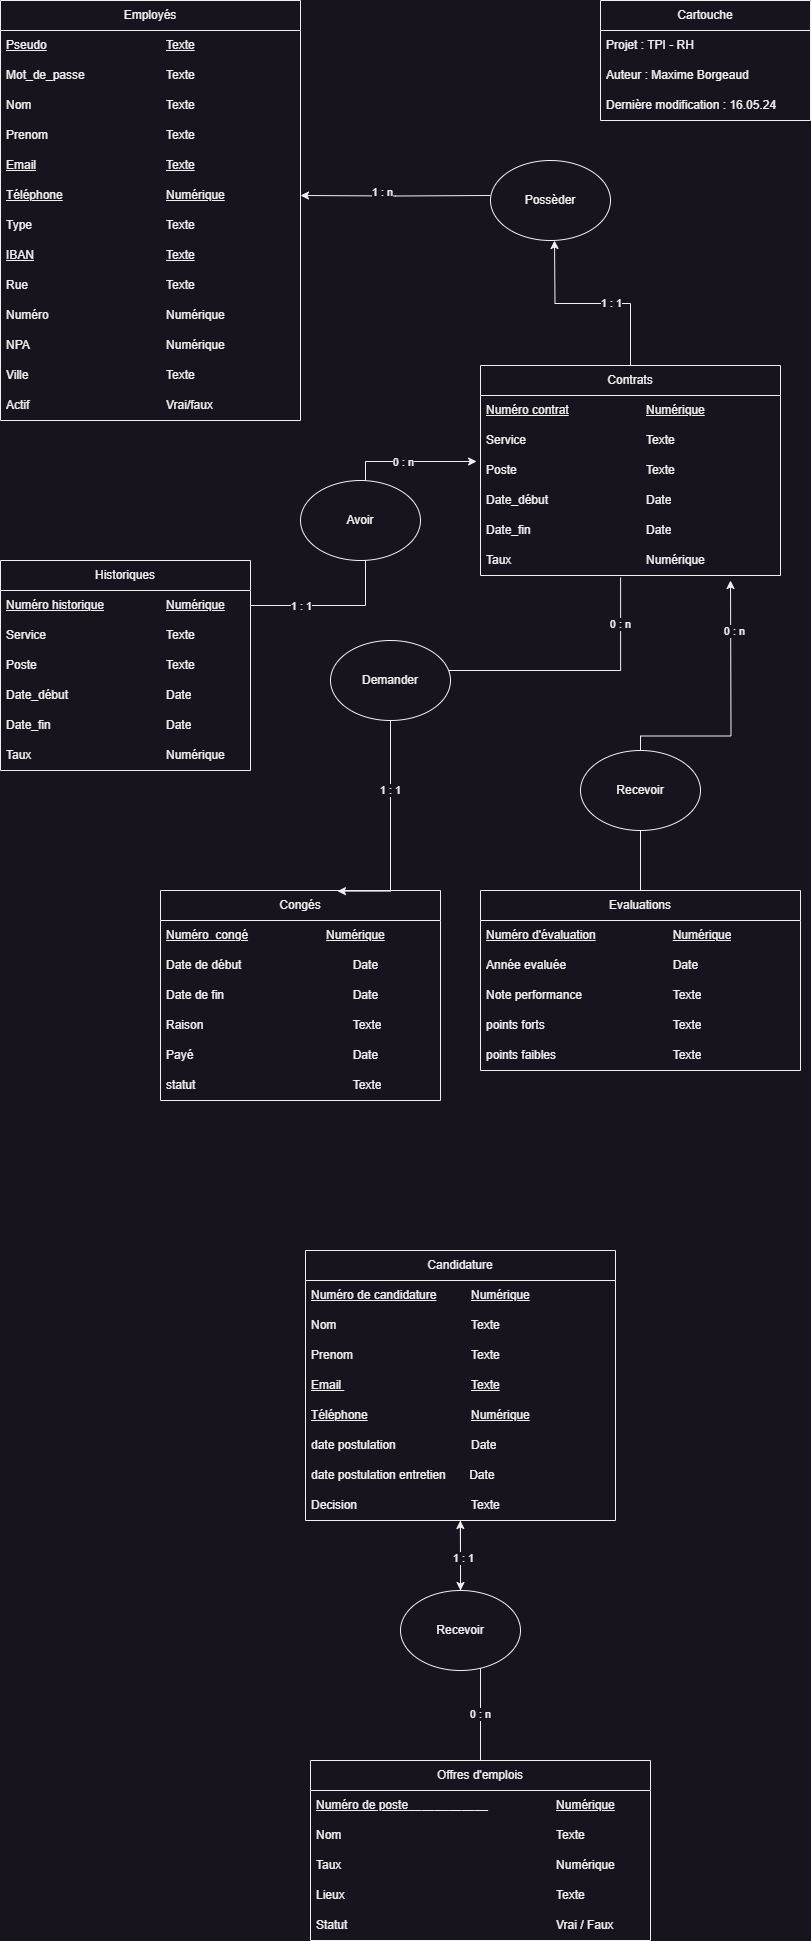 Employés
Pseudo Texte
Mot_de_passe Texte
Nom Texte
Prenom Texte
Email Texte
Téléphone Numérique
Type Texte
IBAN Texte
Rue Texte
Numéro Numérique
NPA Numérique
Ville Texte
Actif Vrai/faux
Cartouche
Projet : TPI - RH
Auteur : Maxime Borgeaud
Dernière modification : 16.05.24
1 : n
Possèder
1 : 1
Contrats
Numéro contrat Numérique
Service Texte
Poste Texte
Date_début Date
Date_fin Date
Taux Numérique
0 : n
Avoir
1 : 1
Historiques
Numéro historique Numérique
Service Texte
Poste Texte
Date_début Date
Date_fin Date
Taux Numérique
0 : n
0 : n
Demander
1 : 1
Recevoir
Congés
Numéro_congé Numérique
Date de début Date
Date de fin Date
Raison Texte
Payé Date
statut Texte
Evaluations
Numéro d'évaluation Numérique
Année evaluée Date
Note performance Texte
points forts Texte
points faibles Texte
Candidature
Numéro de candidature Numérique
Nom Texte
Prenom Texte
Email Texte
Téléphone Numérique
date postulation Date
date postulation entretien Date
Decision Texte
1 : 1
Recevoir
0 : n
Offres d'emplois
Numéro de poste Numérique
Nom Texte
Taux Numérique
Lieux Texte
Statut Vrai / Faux